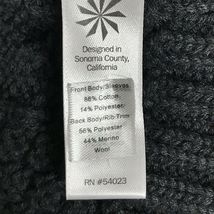 Designed in
Sonoma County,
California
Front Body/Sleeves
86% Cotton
14% Polyester
Back Body/Rib Trim
56% Polyester
44% Merino
Wool
RN #54023